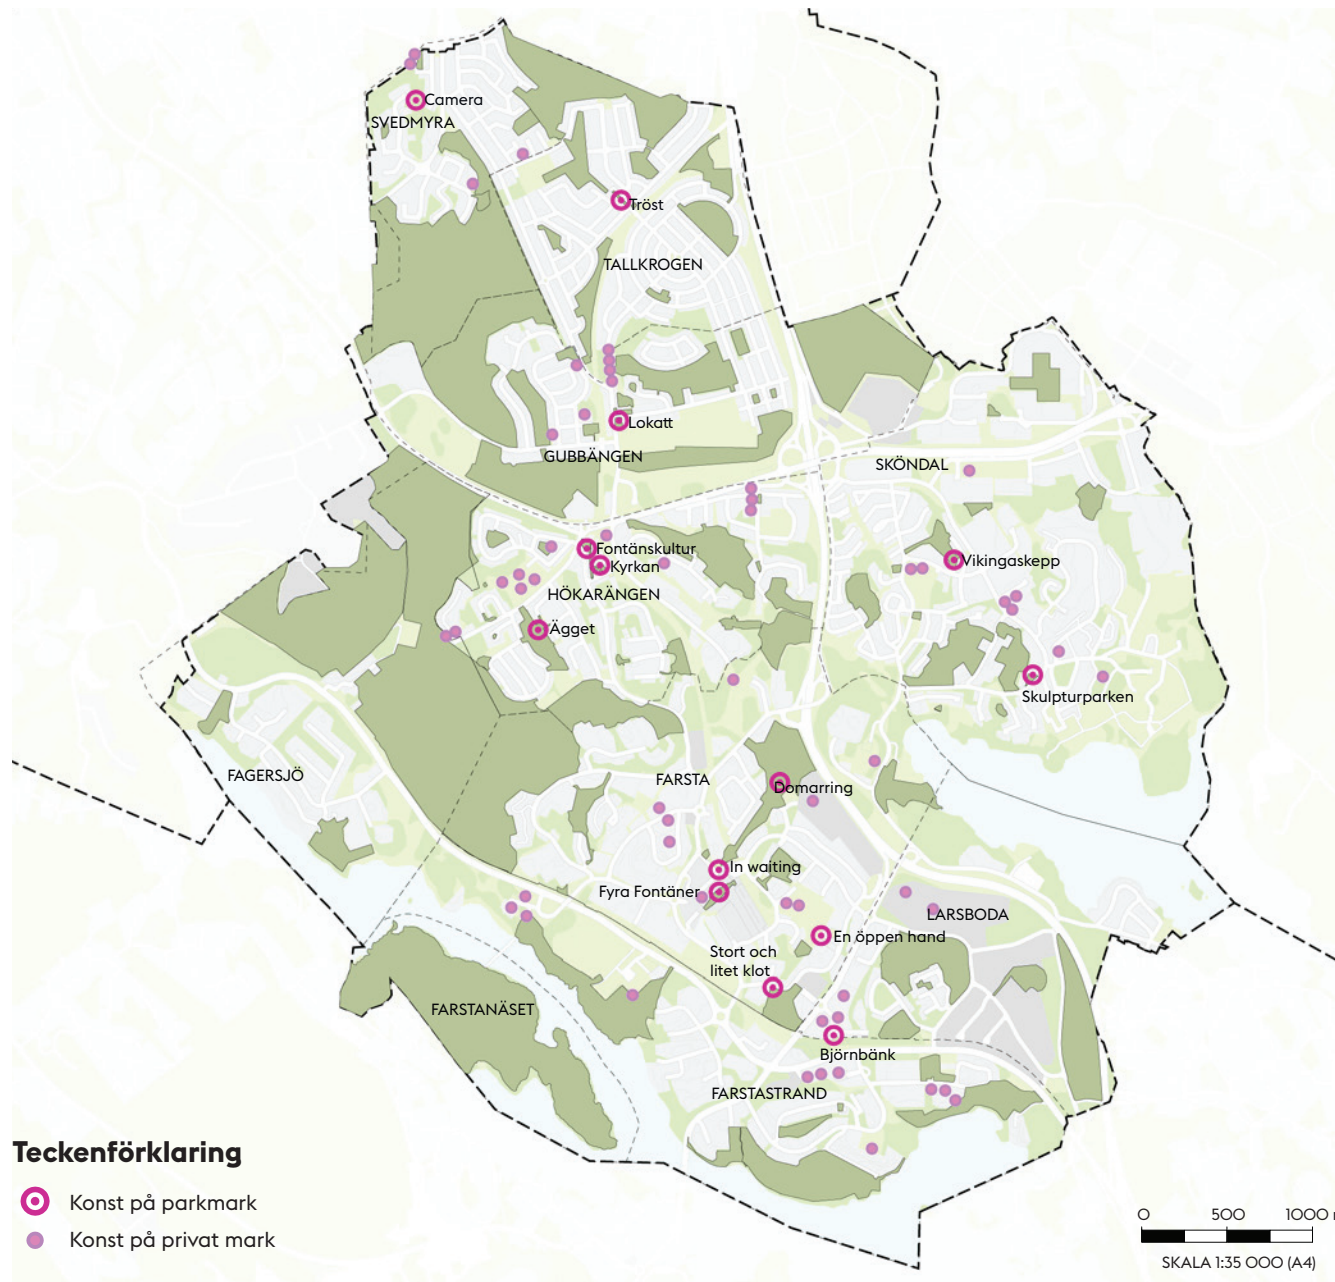 Camera
SVEDMYRA
Tröst
TALLKROGEN
Lokatt
GUBBÄNGEN
SKÖNDAL
Fontänskultur
Kyrkan
Vikingaskepp
HÖKARÄNGEN
Ägget
Skulpturparken
FAGERSJÖ
FARSTA
Domarring
In waiting
Fyra Fontäner
LARSBODA
En öppen hand
Stort och
litet klot
FARSTANÄSET
Björnbänk
FARSTASTRAND
Teckenförklaring
Konst på parkmark
Konst på privat mark
0 500 1000 m
SKALA 1:35 000 (A4)